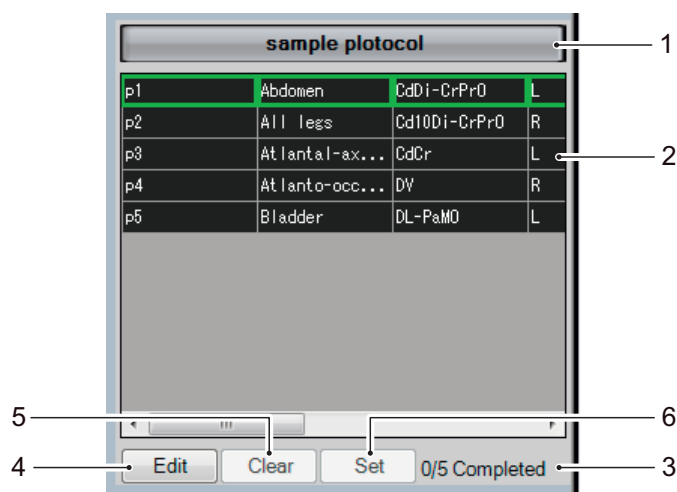 sample plotocol
1
p1 Abdomen CdDi-CrPrO L
p2 All legs Cd10Di-CrPrO R
p3 Atlantal-ax... CdCr L
2
p4 Atlanto-occ... DV R
p5 Bladder DL-PaMO L
5
6
4
Edit Clear Set 0/5 Completed
3